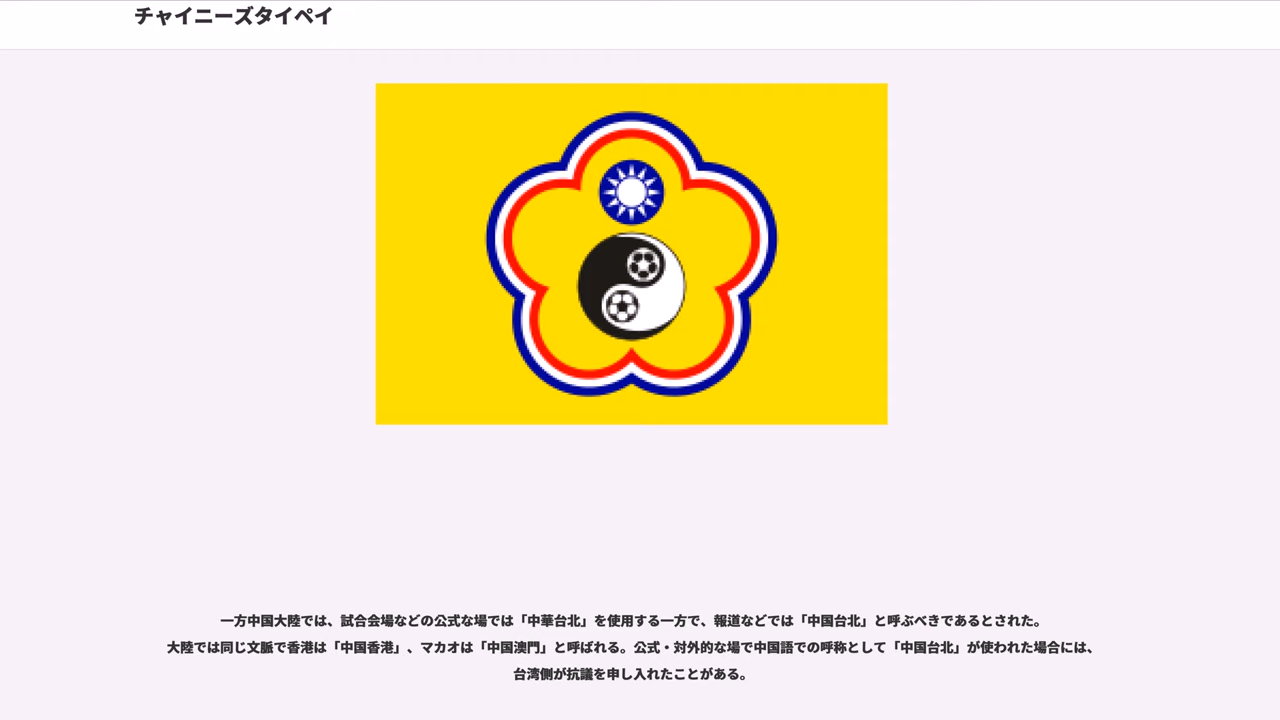 チャイニーズタイペイ
一方中国大陸では、試合会場などの公式な場では「中華台北」を使用する一方で、報道などでは「中国台北」と呼ぶべきであるとされた。
大陸では同じ文脈で香港は「中国香港」、マカオは「中国澳門」と呼ばれる。公式・対外的な場で中国語での呼称として「中国台北」が使われた場合には、
台湾側が抗議を申し入れたことがある。